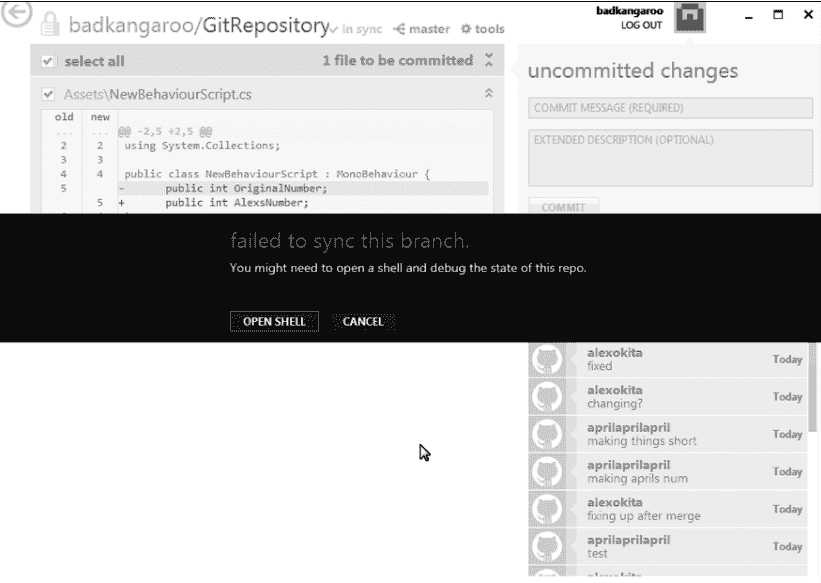 badkangaroo/GitRepository
in sync
master
tools
badkangaroo
LOG OUT
select all
1 file to be committed
Assets\NewBehaviourScript.cs
old new
... ... @@ -2,5 +2,5 @@
2 2 using System.Collections;
3 3
4 4 public class NewBehaviourScript : MonoBehaviour {
5 - public int OriginalNumber;
5 + public int AlexsNumber;
uncommitted changes
COMMIT MESSAGE (REQUIRED)
EXTENDED DESCRIPTION (OPTIONAL)
COMMIT
failed to sync this branch.
You might need to open a shell and debug the state of this repo.
OPEN SHELL
CANCEL
alexokita
fixed
Today
alexokita
changing?
Today
aprilaprilapril
making things short
Today
aprilaprilapril
making aprils num
Today
alexokita
fixing up after merge
Today
aprilaprilapril
test
Today